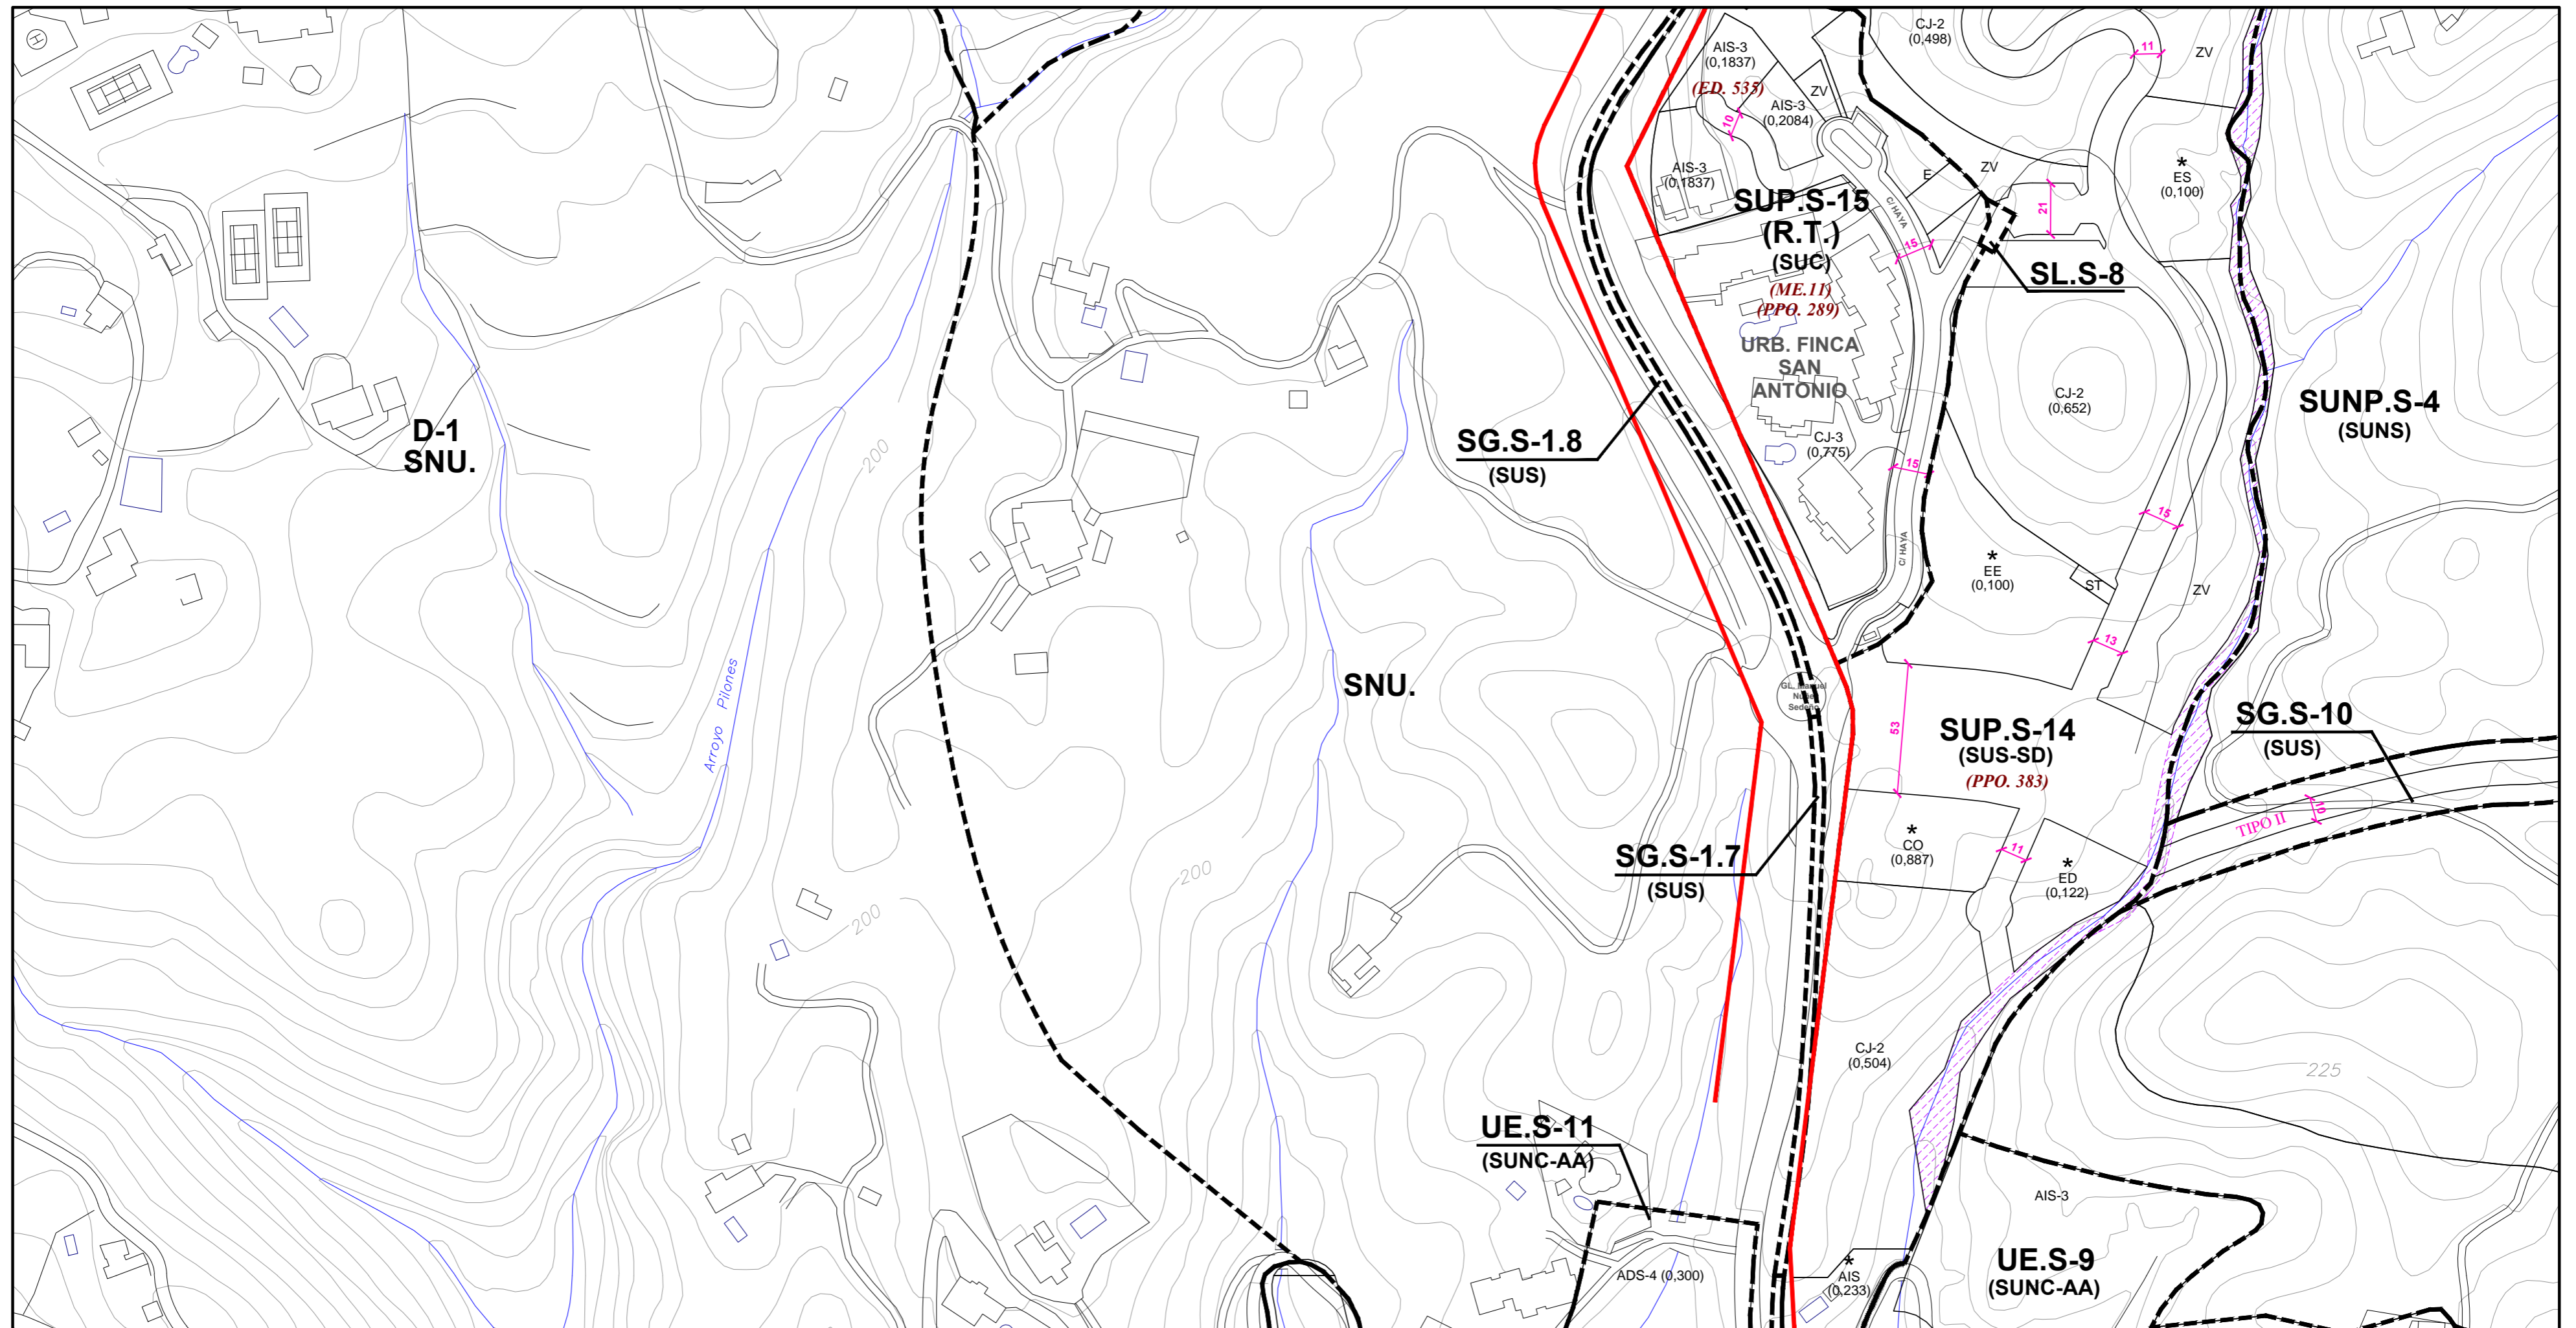 CJ-2
(0,498)
11
ZV
AIS-3
(0,1837)
(ED. 535)
ZV
10
AIS-3
(0,2084)
AIS-3
(0,1837)
E
ZV
*
ES
(0,100)
21
SUP.S-15
(R.T.)
(SUC)
C/ HAYA
15
SL.S-8
(ME.11)
(PPO. 289)
URB. FINCA
SAN
ANTONIO
CJ-2
(0,652)
SUNP.S-4
(SUNS)
D-1
SNU.
200
SG.S-1.8
(SUS)
CJ-3
(0,775)
15
15
C/ HAYA
*
EE
(0,100)
ST
ZV
13
Arroyo Pilones
SNU.
GL. Manuel
Núñez
Sedeño
53
SUP.S-14
(SUS-SD)
(PPO. 383)
SG.S-10
(SUS)
10
TIPO II
*
CO
(0,887)
11
*
ED
(0,122)
SG.S-1.7
(SUS)
200
200
CJ-2
(0,504)
225
UE.S-11
(SUNC-AA)
AIS-3
ADS-4 (0,300)
*
AIS
(0,233)
UE.S-9
(SUNC-AA)
H